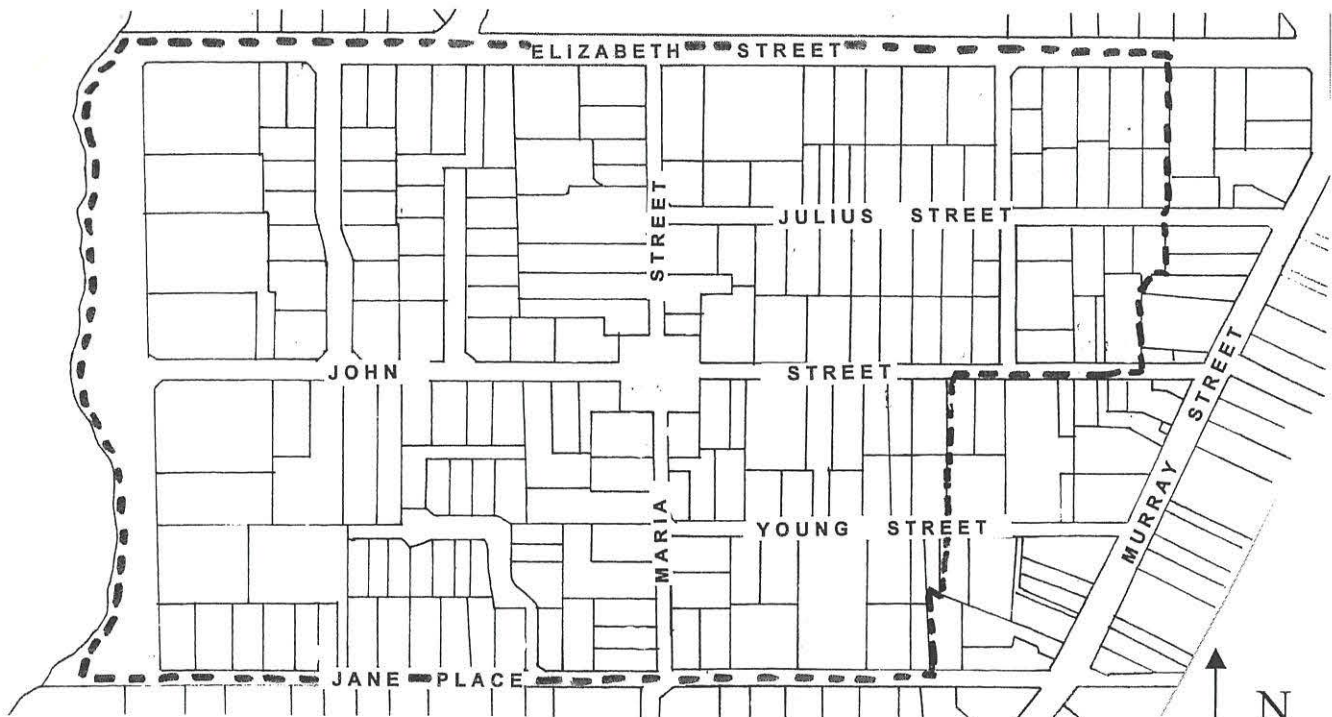 ELIZABETH STREET
JULIUS STREET
MARIA STREET
JOHN STREET
MURRAY STREET
YOUNG STREET
JANE PLACE
N